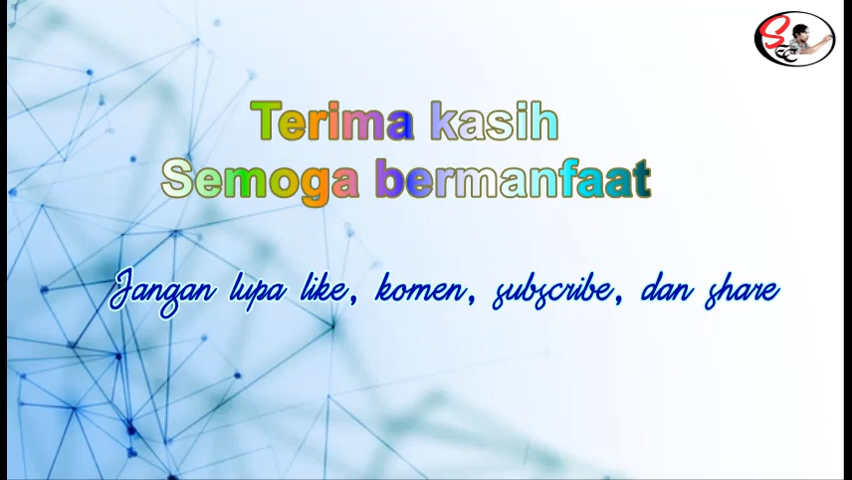 Terima kasih
Semoga bermanfaat
Jangan lupa like, komen, subscribe, dan share